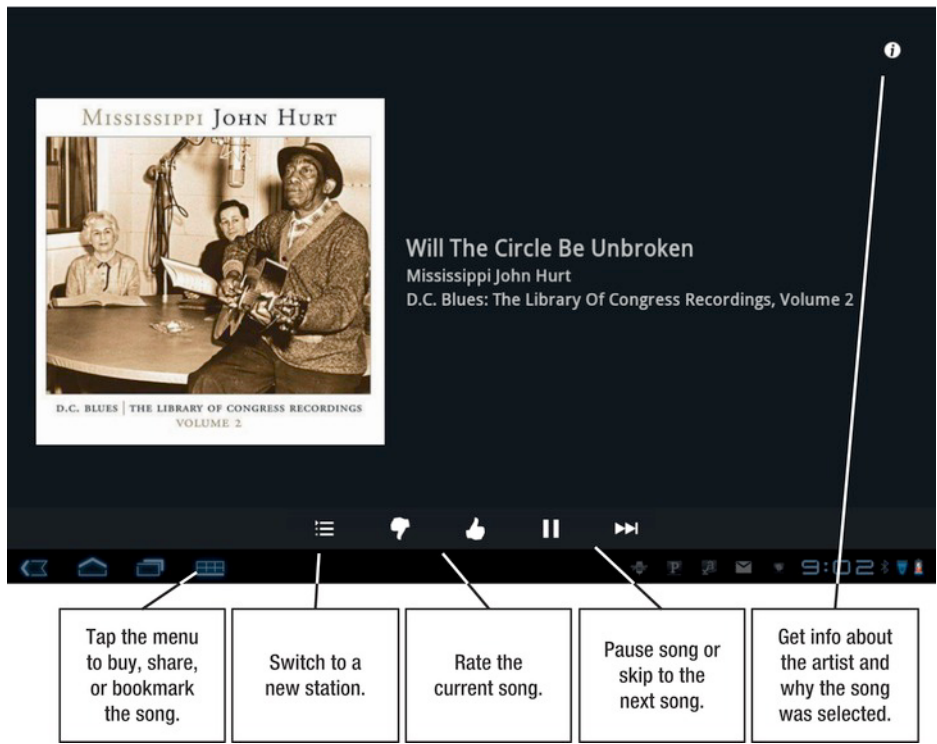 MISSISSIPPI JOHN HURT
D.C. BLUES | THE LIBRARY OF CONGRESS RECORDINGS
VOLUME 2
Will The Circle Be Unbroken
Mississippi John Hurt
D.C. Blues: The Library Of Congress Recordings, Volume 2
9:02
Tap the menu
to buy, share,
or bookmark
the song.
Switch to a
new station.
Rate the
current song.
Pause song or
skip to the
next song.
Get info about
the artist and
why the song
was selected.